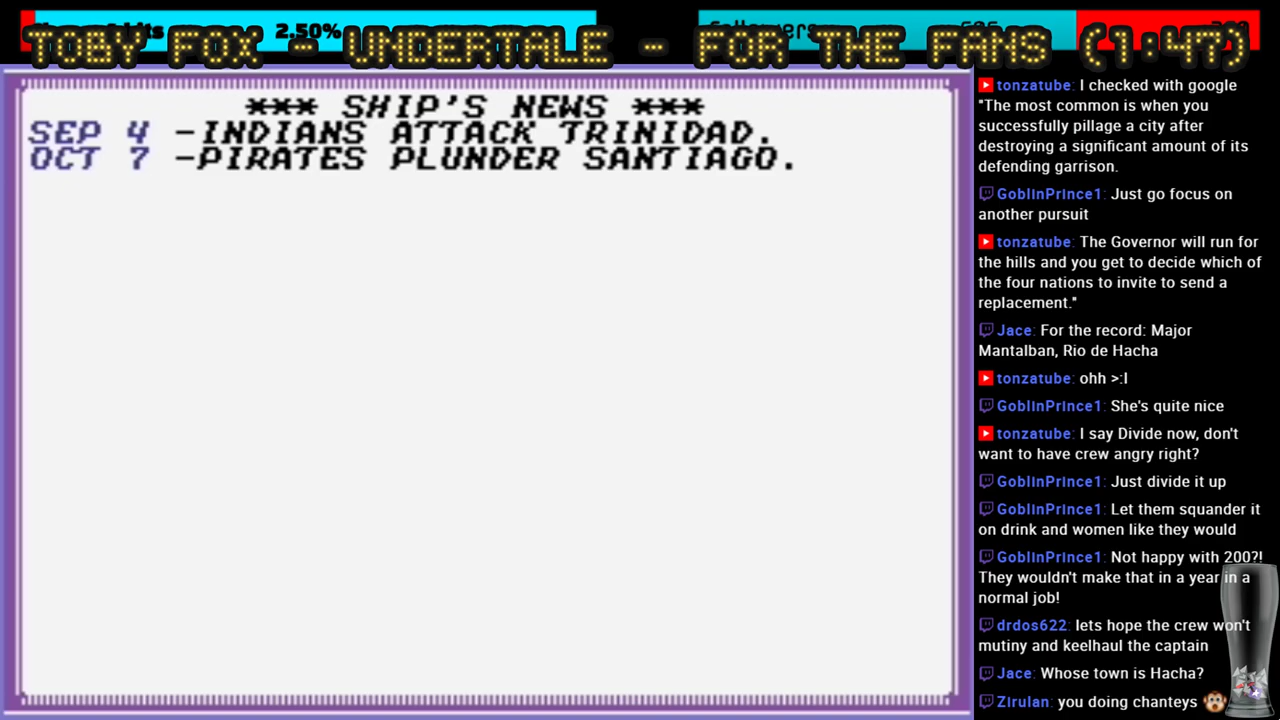 TOBY FOX - UNDERTALE - FOR THE FANS (1:47)
2.50%
*** SHIP'S NEWS ***
SEP 4 -INDIANS ATTACK TRINIDAD.
OCT 7 -PIRATES PLUNDER SANTIAGO.
tonzatube: I checked with google
"The most common is when you
successfully pillage a city after
destroying a significant amount of its
defending garrison.
GoblinPrince1: Just go focus on
another pursuit
tonzatube: The Governor will run for
the hills and you get to decide which of
the four nations to invite to send a
replacement."
Jace: For the record: Major
Mantalban, Rio de Hacha
tonzatube: ohh >:I
GoblinPrince1: She's quite nice
tonzatube: I say Divide now, don't
want to have crew angry right?
GoblinPrince1: Just divide it up
GoblinPrince1: Let them squander it
on drink and women like they would
GoblinPrince1: Not happy with 200?!
They wouldn't make that in a year in a
normal job!
drdos622: lets hope the crew won't
mutiny and keelhaul the captain
Jace: Whose town is Hacha?
Zirulan: you doing chanteys